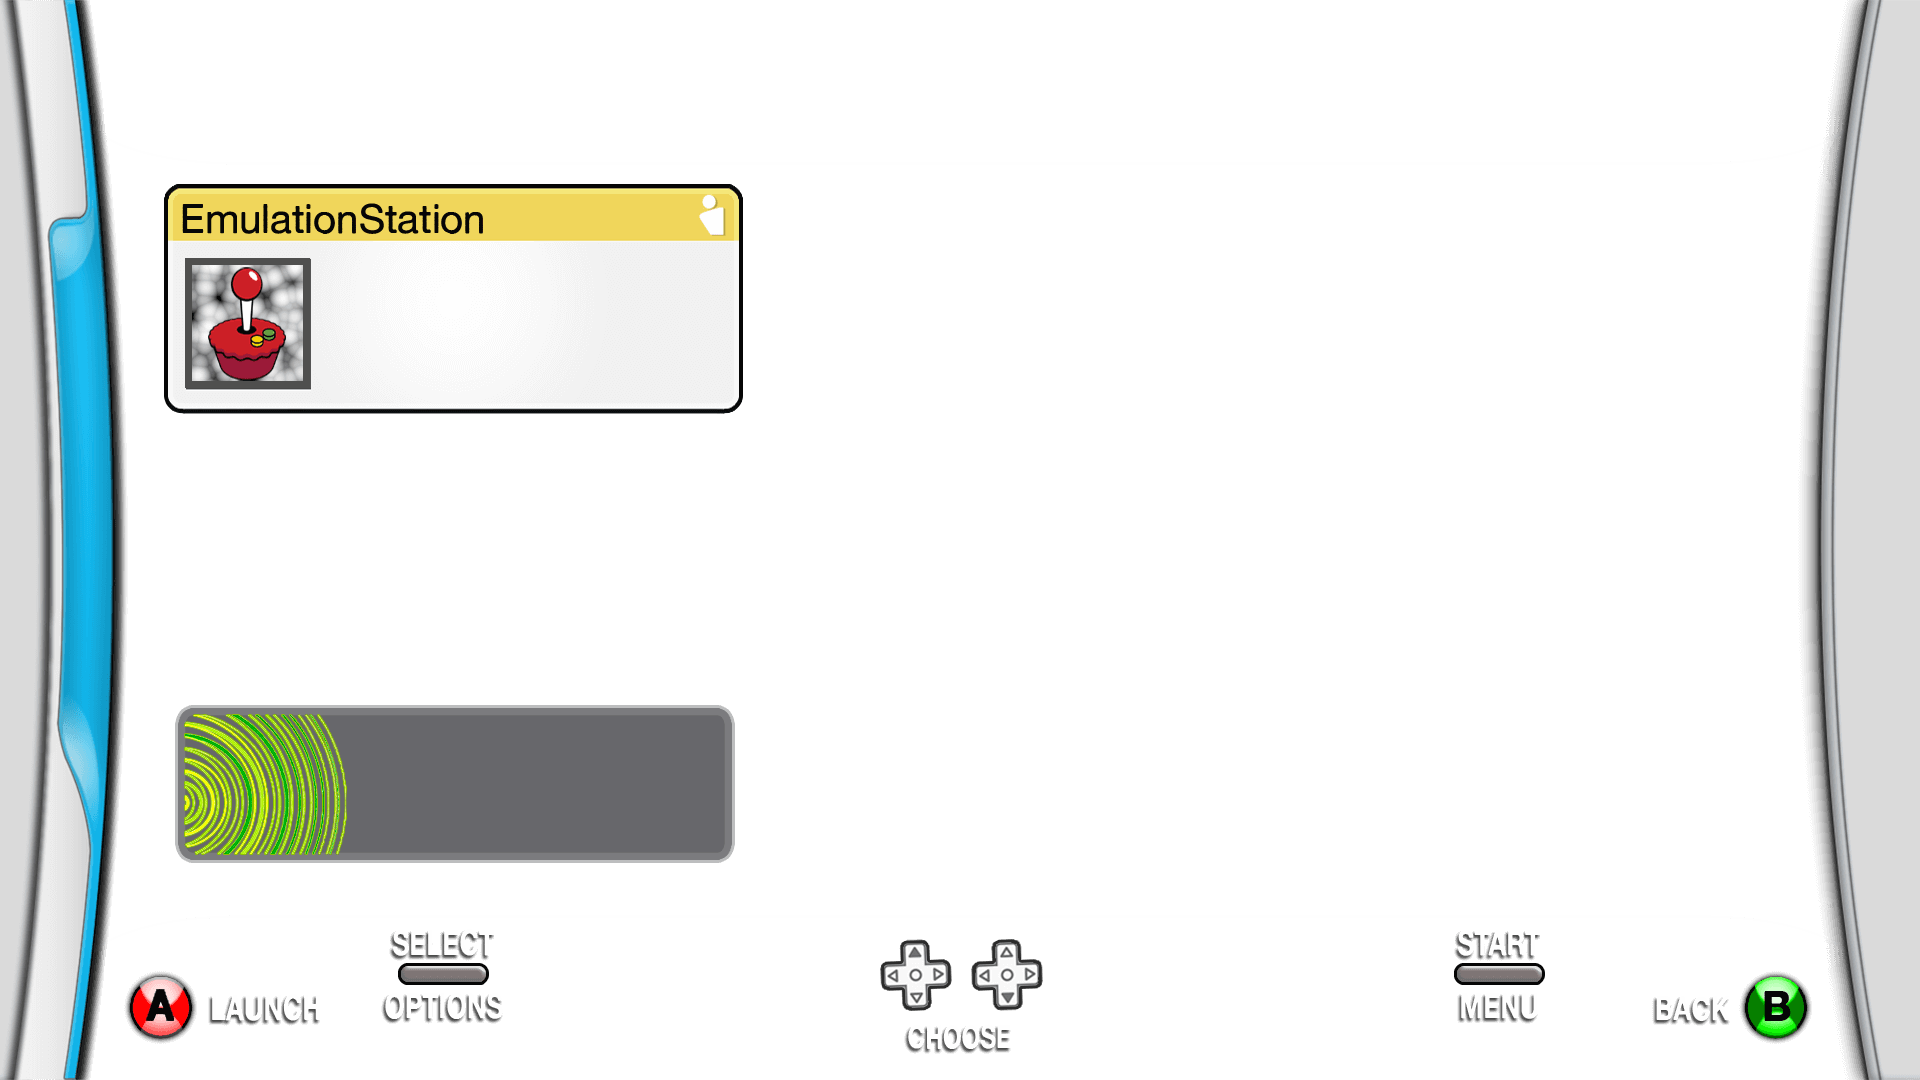 EmulationStation
SELECT
OPTIONS
A LAUNCH
CHOOSE
START
MENU
BACK B